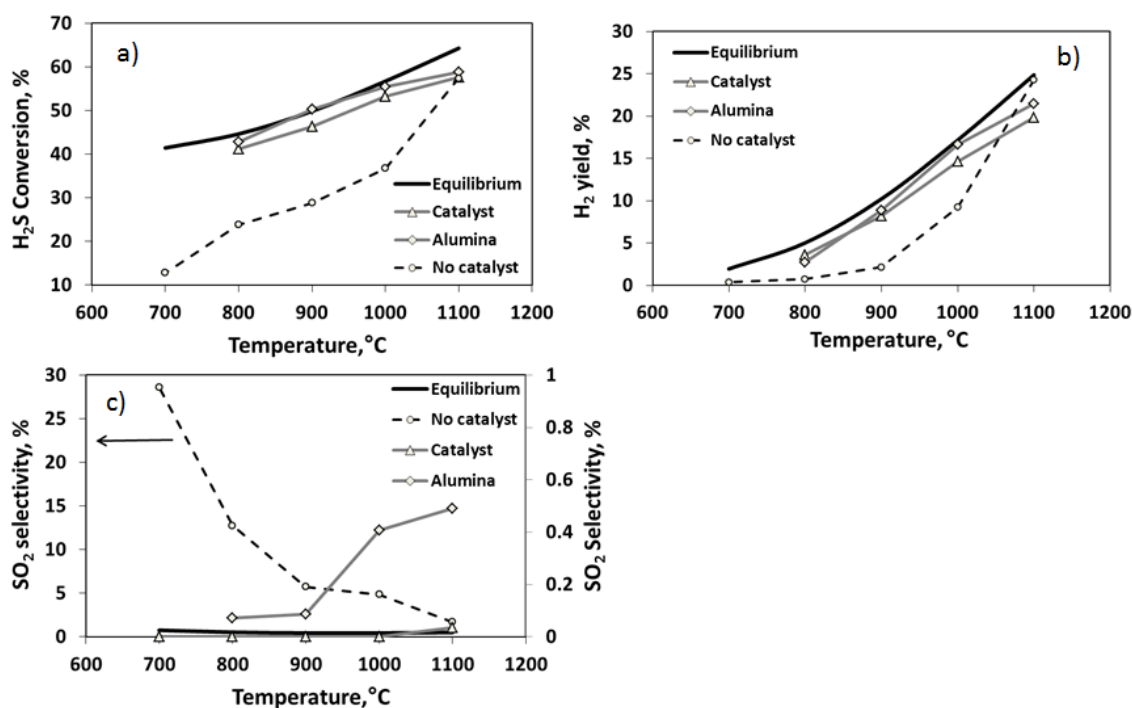 a)
70
60
50
40
30
20
10
600 700 800 900 1000 1100 1200
H2S Conversion, %
Temperature,°C
Equilibrium
Catalyst
Alumina
No catalyst
b)
30
25
20
15
10
5
0
600 700 800 900 1000 1100 1200
H2 yield, %
Temperature,°C
Equilibrium
Catalyst
Alumina
No catalyst
c)
30
25
20
15
10
5
0
600 700 800 900 1000 1100 1200
SO2 selectivity, %
Temperature,°C
Equilibrium
No catalyst
Catalyst
Alumina
1
0.8
0.6
0.4
0.2
0
SO2 Selectivity, %